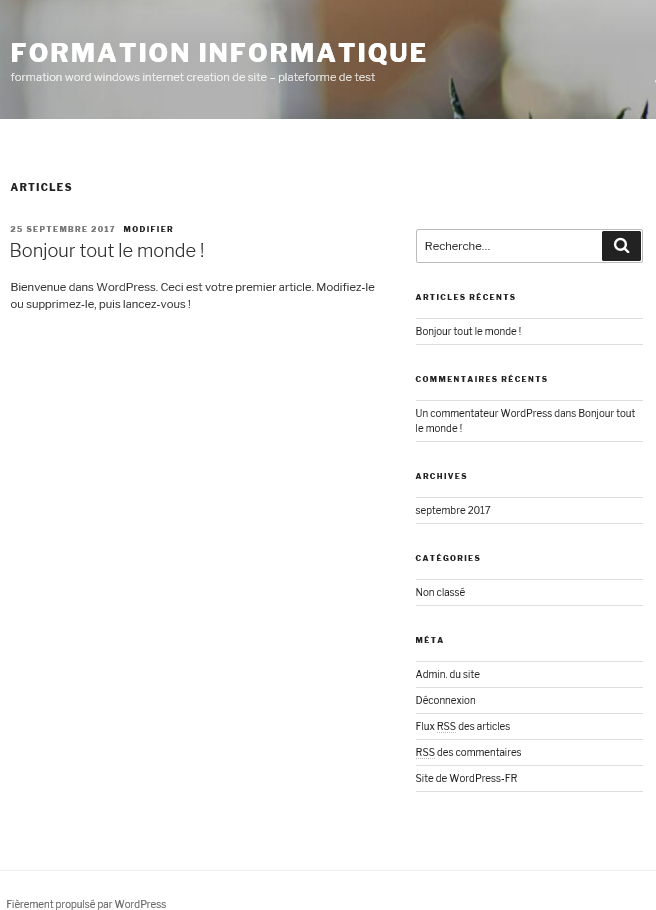 FORMATION INFORMATIQUE
formation word windows internet creation de site – plateforme de test
ARTICLES
25 SEPTEMBRE 2017 MODIFIER
Bonjour tout le monde !
Bienvenue dans WordPress. Ceci est votre premier article. Modifiez-le
ou supprimez-le, puis lancez-vous !
Recherche…
ARTICLES RÉCENTS
Bonjour tout le monde !
COMMENTAIRES RÉCENTS
Un commentateur WordPress dans Bonjour tout
le monde !
ARCHIVES
septembre 2017
CATÉGORIES
Non classé
MÉTA
Admin. du site
Déconnexion
Flux RSS des articles
RSS des commentaires
Site de WordPress-FR
Fièrement propulsé par WordPress